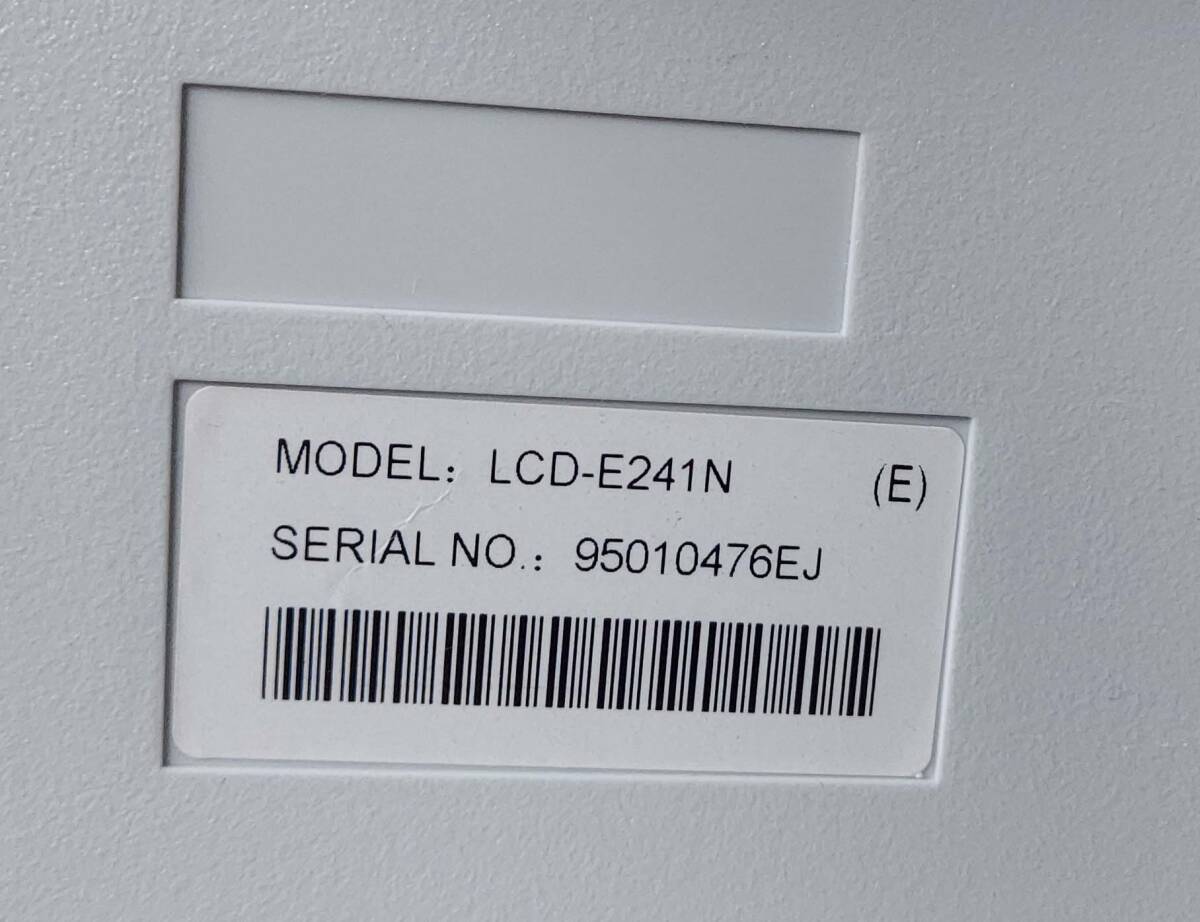 MODEL: LCD-E241N (E)
SERIAL NO.: 95010476EJ